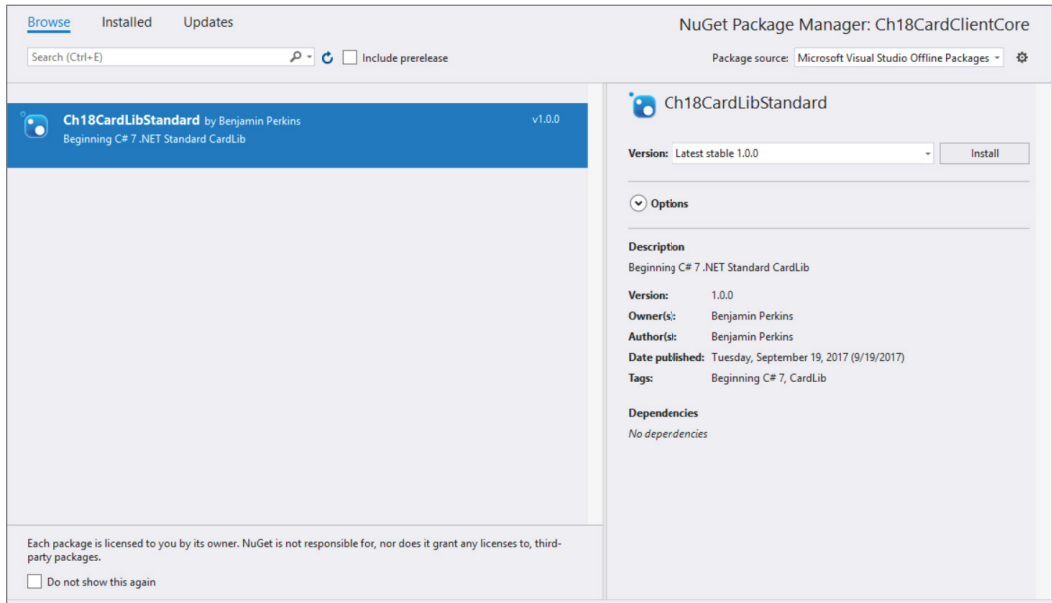 Browse Installed Updates
NuGet Package Manager: Ch18CardClientCore
Search (Ctrl+E)
Include prerelease
Package source: Microsoft Visual Studio Offline Packages
Ch18CardLibStandard by Benjamin Perkins v1.0.0
Beginning C# 7 .NET Standard CardLib
Each package is licensed to you by its owner. NuGet is not responsible for, nor does it grant any licenses to, third-
party packages.
Do not show this again
Ch18CardLibStandard
Version: Latest stable 1.0.0
Install
Options
Description
Beginning C# 7 .NET Standard CardLib
Version: 1.0.0
Owner(s): Benjamin Perkins
Author(s): Benjamin Perkins
Date published: Tuesday, September 19, 2017 (9/19/2017)
Tags: Beginning C# 7, CardLib
Dependencies
No dependencies